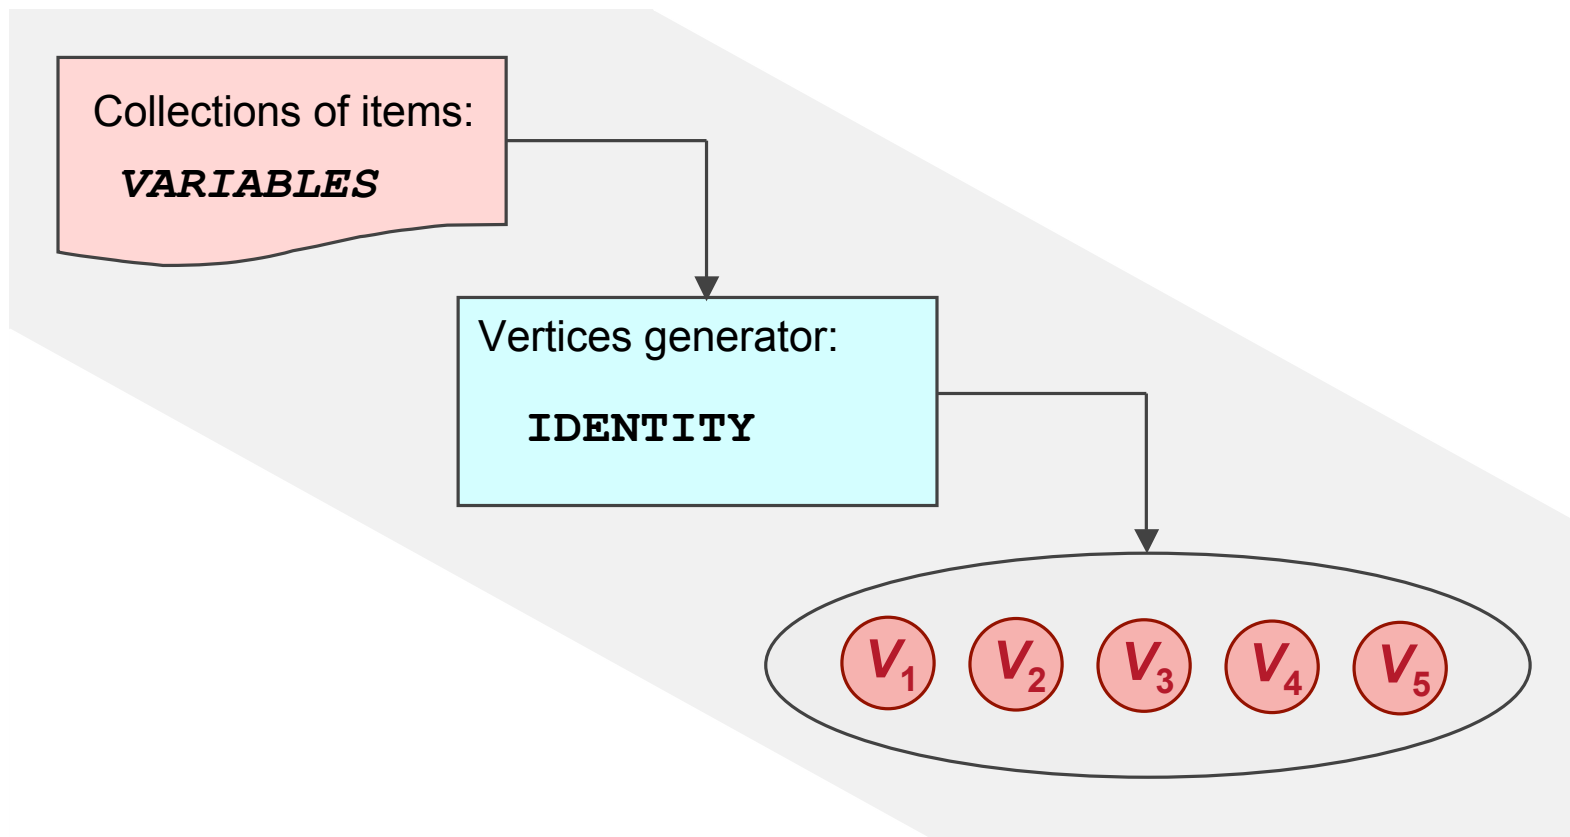 Collections of items:
VARIABLES
Vertices generator:
IDENTITY
V₁ V₂ V₃ V₄ V₅